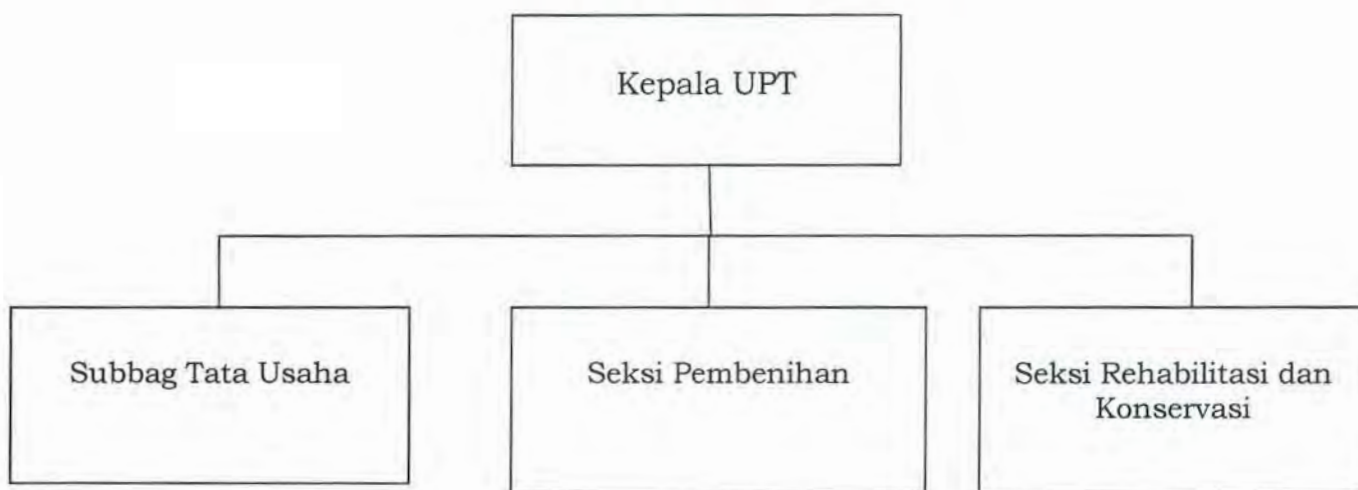 Kepala UPT
Subbag Tata Usaha
Seksi Pembenihan
Seksi Rehabilitasi dan
Konservasi